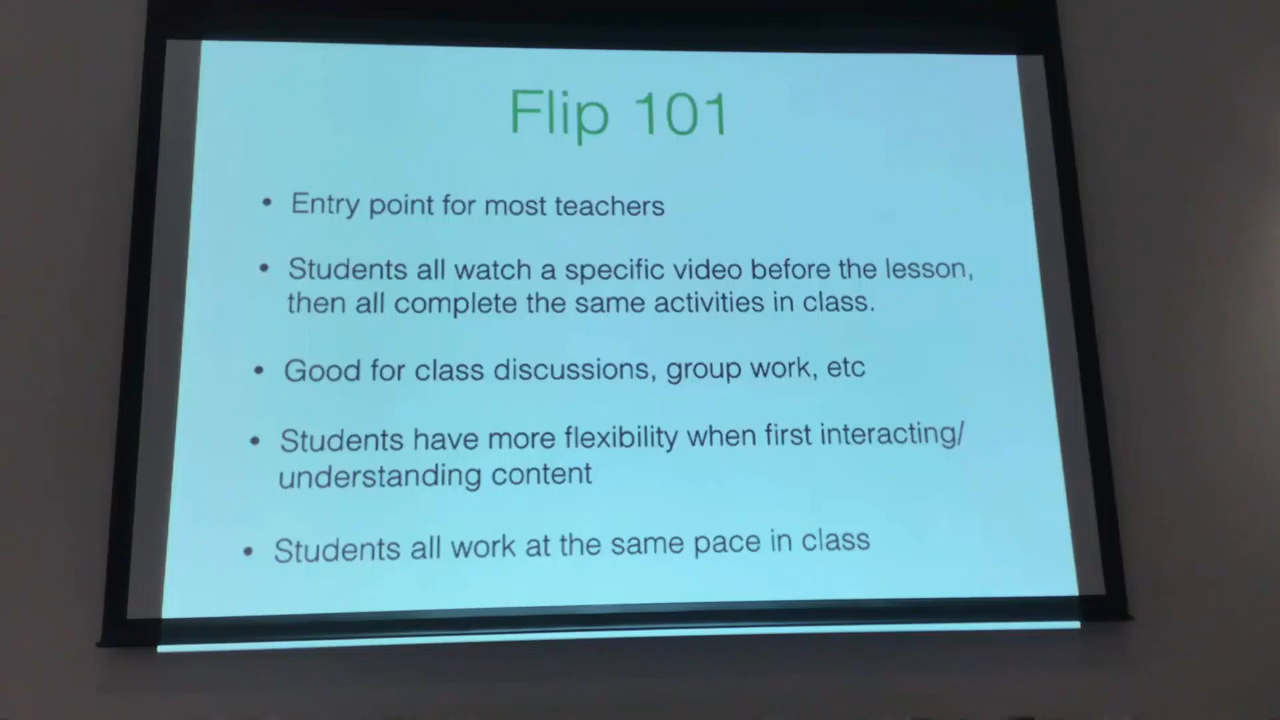 Flip 101
• Entry point for most teachers
• Students all watch a specific video before the lesson,
then all complete the same activities in class.
• Good for class discussions, group work, etc
• Students have more flexibility when first interacting/
understanding content
• Students all work at the same pace in class